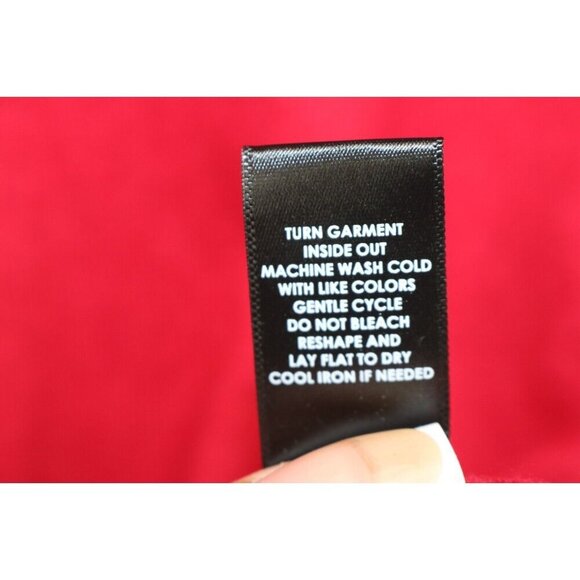 TURN GARMENT
INSIDE OUT
MACHINE WASH COLD
WITH LIKE COLORS
GENTLE CYCLE
DO NOT BLEACH
RESHAPE AND
LAY FLAT TO DRY
COOL IRON IF NEEDED